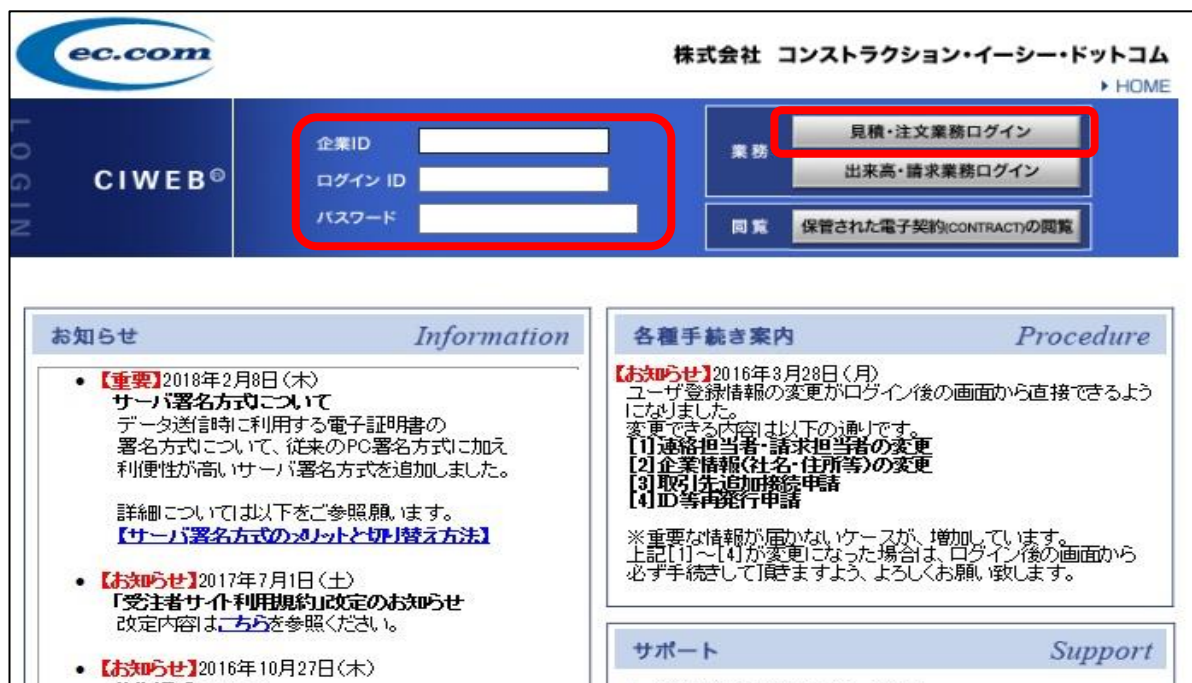 ec.com
株式会社 コンストラクション・イーシー・ドットコム
HOME
LOGIN
CIWEB®
企業ID
ログイン ID
パスワード
業務
見積・注文業務ログイン
出来高・請求業務ログイン
閲覧
保管された電子契約(CONTRACT)の閲覧
お知らせ Information
【重要】2018年2月8日(木)
サーバ署名方式について
データ送信時に利用する電子証明書の
署名方式について、従来のPC署名方式に加え
利便性が高いサーバ署名方式を追加しました。
詳細については以下をご参照願います。
【サーバ署名方式のメリットと切り替え方法】
【お知らせ】2017年7月1日(土)
「受注者サイト利用規約」改定のお知らせ
改定内容はこちらを参照ください。
【お知らせ】2016年10月27日(木)
各種手続き案内 Procedure
【お知らせ】2016年3月28日(月)
ユーザ登録情報の変更がログイン後の画面から直接できるよう
になりました。
変更できる内容は以下の通りです。
[1]連絡担当者・請求担当者の変更
[2]企業情報(社名・住所等)の変更
[3]取引先追加接続申請
[4]ID等再発行申請
※重要な情報が届かないケースが、増加しています。
上記[1]~[4]が変更になった場合は、ログイン後の画面から
必ず手続きして頂きますよう、よろしくお願い致します。
サポート Support